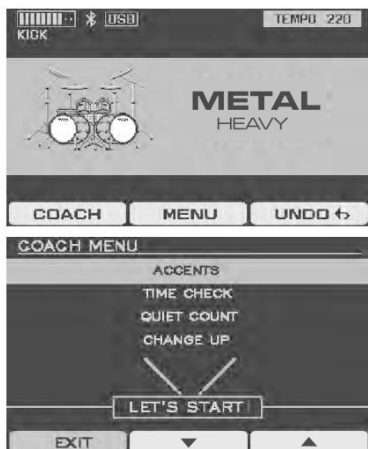 USB TEMPO 220
KICK
METAL
HEAVY
COACH MENU UNDO
COACH MENU
ACCENTS
TIME CHECK
QUIET COUNT
CHANGE UP
LET'S START
EXIT ▼ ▲